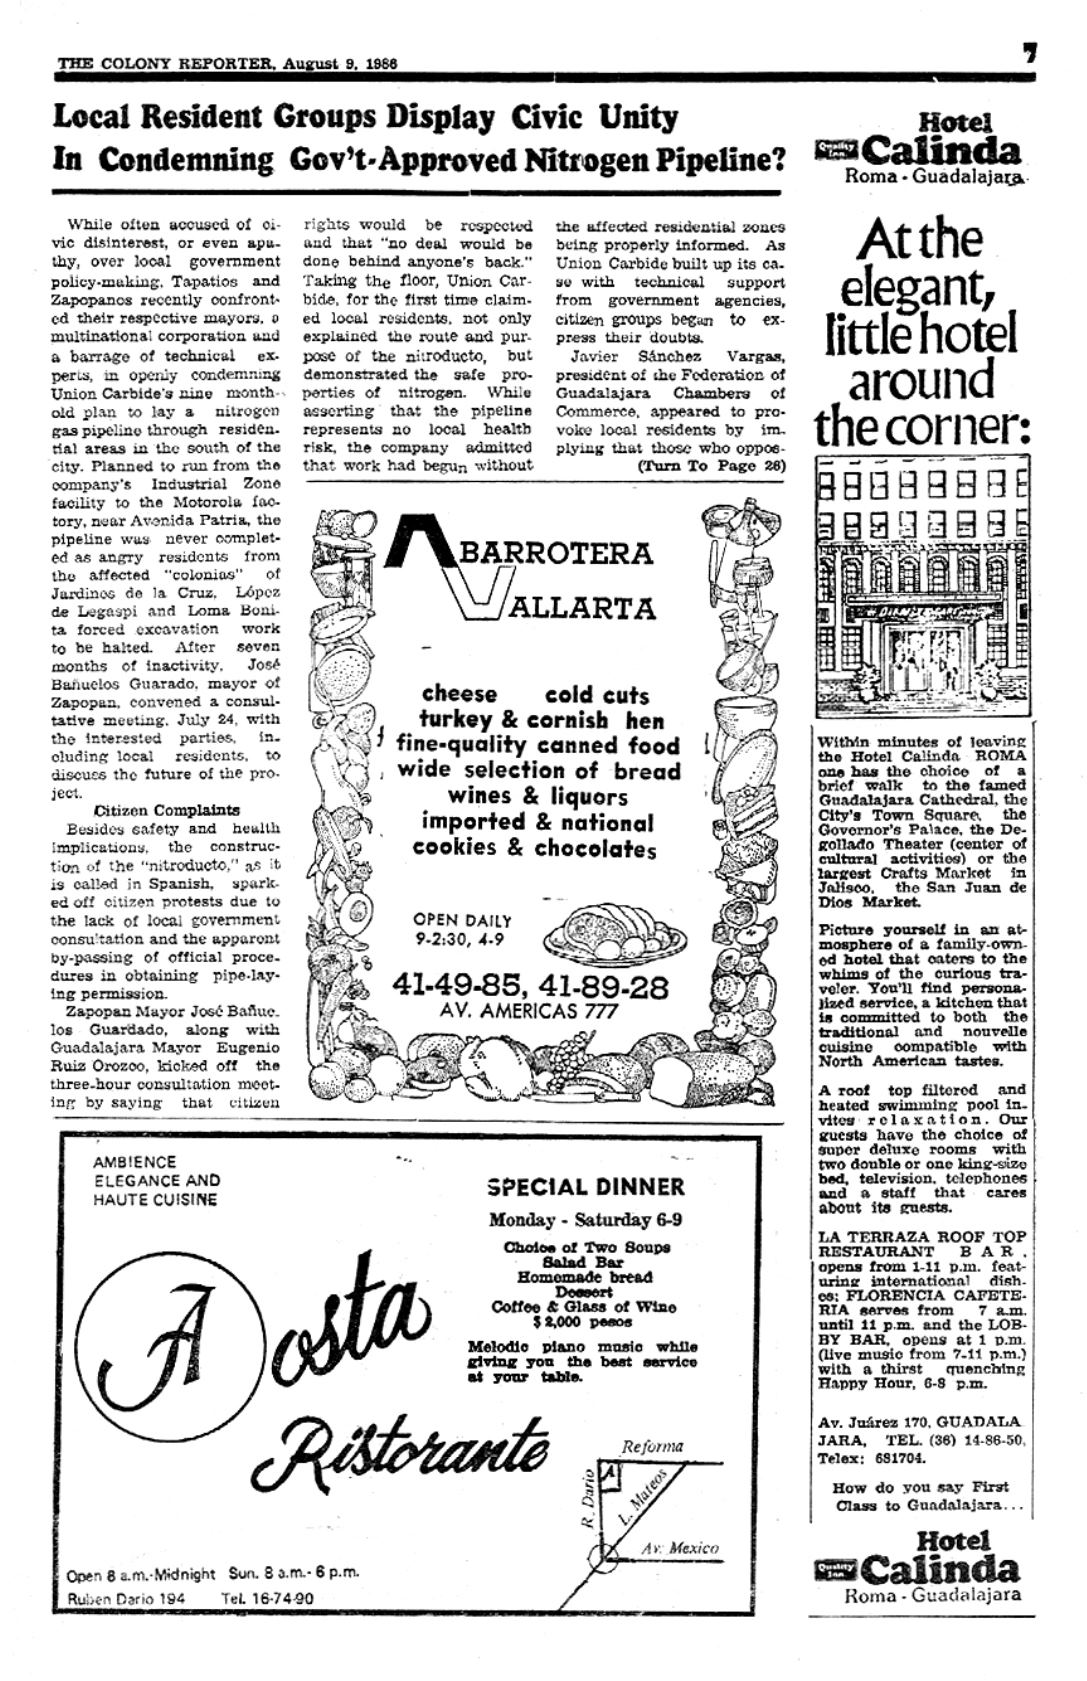 THE COLONY REPORTER, August 9, 1986
7
Local Resident Groups Display Civic Unity
In Condemning Gov't-Approved Nitrogen Pipeline?
While often accused of ci-
vic disinterest, or even apa-
thy, over local government
policy-making, Tapatios and
Zapopanos recently confront-
ed their respective mayors, a
multinational corporation and
a barrage of technical ex-
perts, in openly condemning
Union Carbide's nine month-
old plan to lay a nitrogen
gas pipeline through residen-
tial areas in the south of the
city. Planned to run from the
company's Industrial Zone
facility to the Motorola fac-
tory, near Avenida Patria, the
pipeline was never complet-
ed as angry residents from
the affected "colonias" of
Jardines de la Cruz, López
de Legaspi and Loma Boni-
ta forced excavation work
to be halted. After seven
months of inactivity, José
Bañuelos Guarado, mayor of
Zapopan, convened a consul-
tative meeting, July 24, with
the interested parties, in-
cluding local residents, to
discuss the future of the pro-
ject.
Citizen Complaints
Besides safety and health
implications, the construc-
tion of the "nitroducto," as it
is called in Spanish, spark-
ed off citizen protests due to
the lack of local government
consultation and the apparent
by-passing of official proce-
dures in obtaining pipe-lay-
ing permission.
Zapopan Mayor José Bañue-
los Guardado, along with
Guadalajara Mayor Eugenio
Ruiz Orozoo, kicked off the
three-hour consultation meet-
ing by saying that citizen
rights would be respected
and that "no deal would be
done behind anyone's back."
Taking the floor, Union Car-
bide, for the first time claim-
ed local residents, not only
explained the route and pur-
pose of the nitroducto, but
demonstrated the safe pro-
perties of nitrogen. While
asserting that the pipeline
represents no local health
risk, the company admitted
that work had begun without
the affected residential zones
being properly informed. As
Union Carbide built up its ca-
se with technical support
from government agencies,
citizen groups began to ex-
press their doubts.
Javier Sánchez Vargas,
president of the Federation of
Guadalajara Chambers of
Commerce, appeared to pro-
voke local residents by im-
plying that those who oppos-
(Turn To Page 26)
ABARROTERA
VALLARTA
cheese cold cuts
turkey & cornish hen
fine-quality canned food
wide selection of bread
wines & liquors
imported & national
cookies & chocolates
OPEN DAILY
9-2:30, 4-9
41-49-85, 41-89-28
AV. AMERICAS 777
AMBIENCE
ELEGANCE AND
HAUTE CUISINE
Aosta
Ristorante
SPECIAL DINNER
Monday - Saturday 6-9
Choice of Two Soups
Salad Bar
Homemade bread
Dessert
Coffee & Glass of Wine
$2,000 pesos
Melodic piano music while
giving you the best service
at your table.
Reforma
A
R. Dario
L. Mateos
Av. Mexico
Open 8 a.m.-Midnight Sun. 8 a.m.- 6 p.m.
Ruben Dario 194 Tel. 16-74-90
Hotel
Quality Inn Calinda
Roma - Guadalajara
At the
elegant,
little hotel
around
the corner:
Within minutes of leaving
the Hotel Calinda ROMA
one has the choice of a
brief walk to the famed
Guadalajara Cathedral, the
City's Town Square, the
Governor's Palace, the De-
gollado Theater (center of
cultural activities) or the
largest Crafts Market in
Jalisco, the San Juan de
Dios Market.
Picture yourself in an at-
mosphere of a family-own-
ed hotel that caters to the
whims of the curious tra-
veler. You'll find persona-
lized service, a kitchen that
is committed to both the
traditional and nouvelle
cuisine compatible with
North American tastes.
A roof top filtered and
heated swimming pool in-
vites relaxation. Our
guests have the choice of
super deluxe rooms with
two double or one king-size
bed, television, telephones
and a staff that cares
about its guests.
LA TERRAZA ROOF TOP
RESTAURANT BAR,
opens from 1-11 p.m. feat-
uring international dish-
es; FLORENCIA CAFETE-
RIA serves from 7 a.m.
until 11 p.m. and the LOB-
BY BAR, opens at 1 p.m.
(live music from 7-11 p.m.)
with a thirst quenching
Happy Hour, 6-8 p.m.
Av. Juárez 170, GUADALA
JARA, TEL. (36) 14-86-50,
Telex: 681704.
How do you say First
Class to Guadalajara...
Hotel
Quality Inn Calinda
Roma - Guadalajara